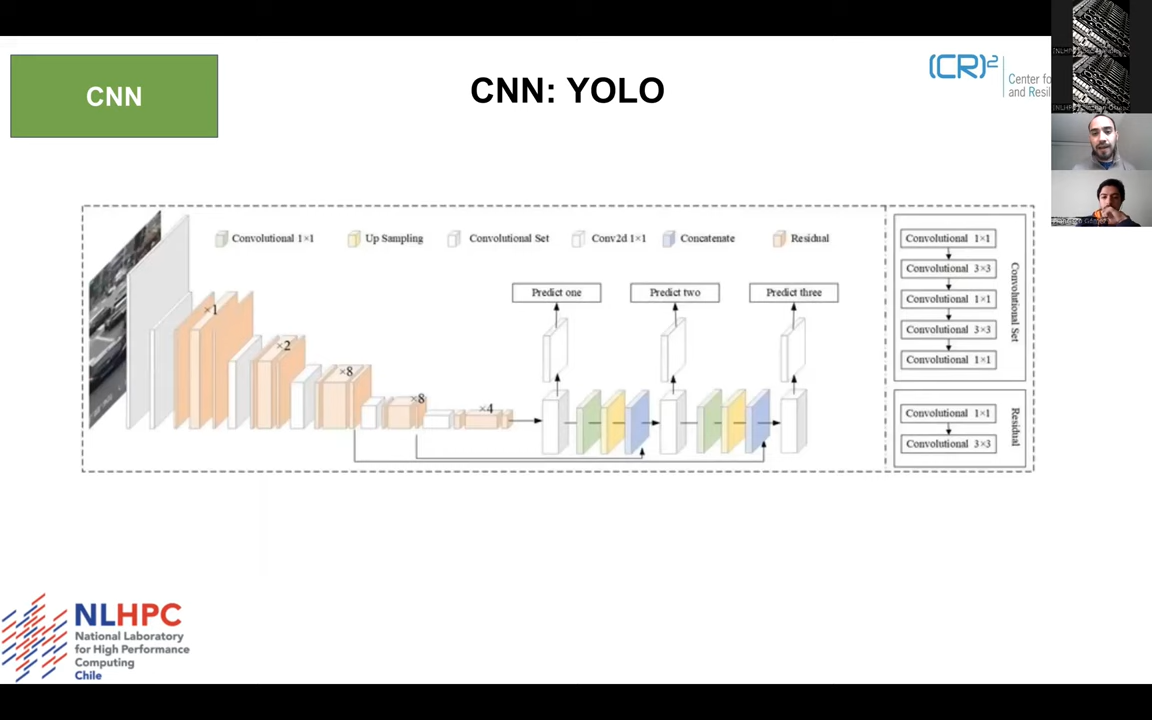 CNN
CNN: YOLO
(CR)²
Center for
and Resil
Convolutional 1×1
Up Sampling
Convolutional Set
Conv2d 1×1
Concatenate
Residual
Predict one
Predict two
Predict three
×1
×2
×8
×8
×4
Convolutional 1×1
Convolutional 3×3
Convolutional 1×1
Convolutional 3×3
Convolutional 1×1
Convolutional Set
Convolutional 1×1
Convolutional 3×3
Residual
NLHPC
National Laboratory
for High Performance
Computing
Chile